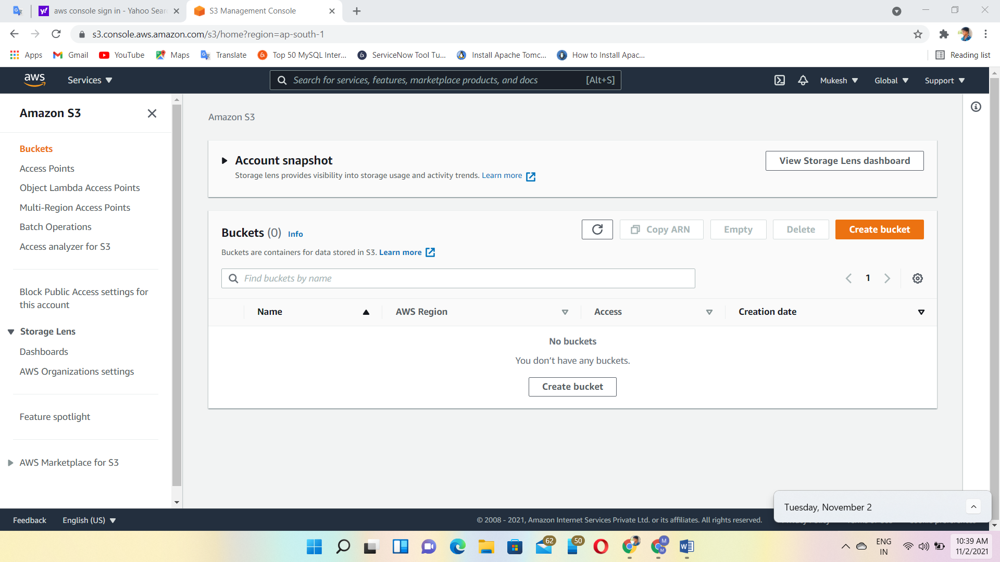 aws console sign in - Yahoo Sear
S3 Management Console
s3.console.aws.amazon.com/s3/home?region=ap-south-1
Apps
Gmail
YouTube
Maps
Translate
Top 50 MySQL Inter...
ServiceNow Tool Tu...
Install Apache Tomc...
How to Install Apac...
Reading list
aws
Services
Search for services, features, marketplace products, and docs
[Alt+S]
Mukesh
Global
Support
Amazon S3
Buckets
Access Points
Object Lambda Access Points
Multi-Region Access Points
Batch Operations
Access analyzer for S3
Block Public Access settings for
this account
Storage Lens
Dashboards
AWS Organizations settings
Feature spotlight
AWS Marketplace for S3
Amazon S3
Account snapshot
View Storage Lens dashboard
Storage lens provides visibility into storage usage and activity trends. Learn more
Buckets (0) Info
Copy ARN
Empty
Delete
Create bucket
Buckets are containers for data stored in S3. Learn more
Find buckets by name
1
Name
AWS Region
Access
Creation date
No buckets
You don't have any buckets.
Create bucket
Feedback
English (US)
© 2008 - 2021, Amazon Internet Services Private Ltd. or its affiliates. All rights reserved.
Tuesday, November 2
62
50
M
M
ENG
IN
10:39 AM
11/2/2021